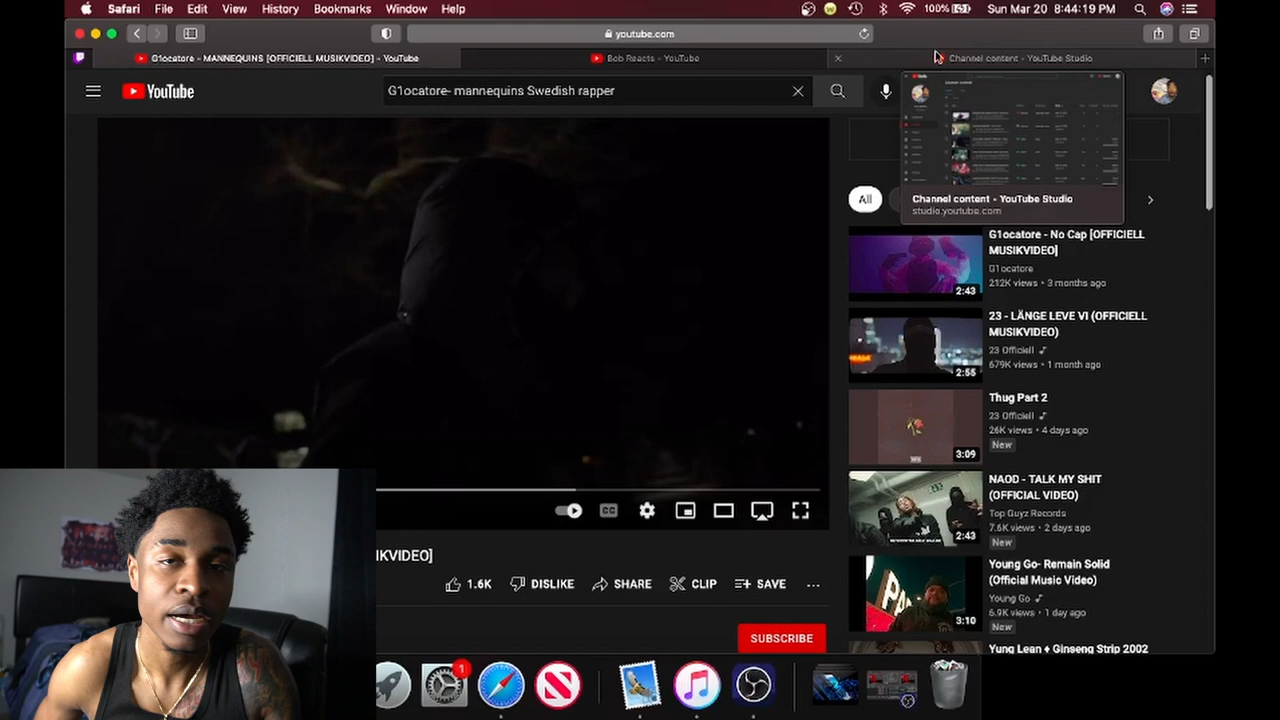 Safari File Edit View History Bookmarks Window Help
100% Sun Mar 20 8:44:19 PM
youtube.com
G1ocatore - MANNEQUINS [OFFICIELL MUSIKVIDEO] - YouTube
Bob Reacts - YouTube
Channel content - YouTube Studio
YouTube
G1ocatore- mannequins Swedish rapper
Channel content - YouTube Studio
studio.youtube.com
All
G1ocatore - No Cap [OFFICIELL
MUSIKVIDEO]
G1ocatore
212K views • 3 months ago
2:43
23 - LÄNGE LEVE VI (OFFICIELL
MUSIKVIDEO)
23 Officiell
679K views • 1 month ago
2:55
Thug Part 2
23 Officiell
26K views • 4 days ago
New
3:09
NAOD - TALK MY SHIT
(OFFICIAL VIDEO)
Top Guyz Records
7.6K views • 2 days ago
New
2:43
Young Go- Remain Solid
(Official Music Video)
Young Go
6.9K views • 1 day ago
New
3:10
Yung Lean ♦ Ginseng Strip 2002
CC
IKVIDEO]
1.6K DISLIKE SHARE CLIP SAVE
SUBSCRIBE
1